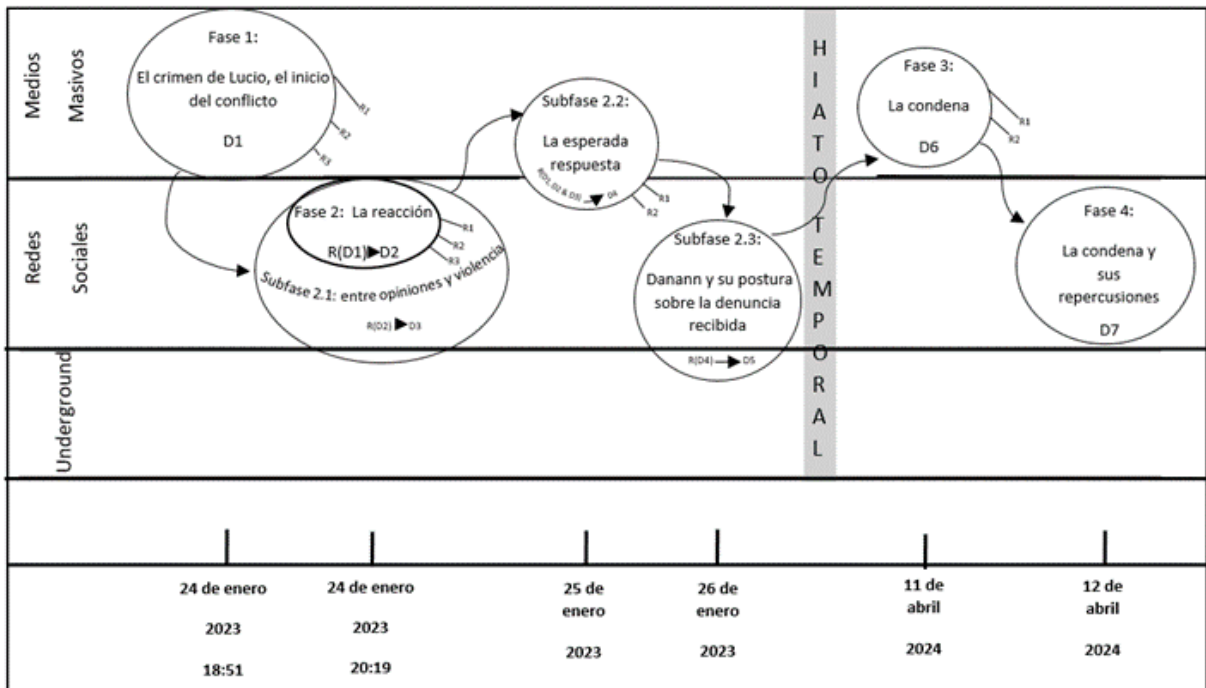 Medios
Masivos
Redes
Sociales
Underground
Fase 1:
El crimen de Lucio, el inicio
del conflicto
D1
R1
R2
R3
Fase 2: La reacción
R(D1)▶D2
R1
R2
R3
Subfase 2.1: entre opiniones y violencia
R(D2)▶D3
Subfase 2.2:
La esperada
respuesta
R(D1, D2 & D3) D4
R1
R2
Subfase 2.3:
Danann y su postura
sobre la denuncia
recibida
R(D4)→D5
HIATO TEMPORAL
Fase 3:
La condena
D6
R1
R2
Fase 4:
La condena y
sus
repercusiones
D7
24 de enero
2023
18:51
24 de enero
2023
20:19
25 de
enero
2023
26 de
enero
2023
11 de
abril
2024
12 de
abril
2024